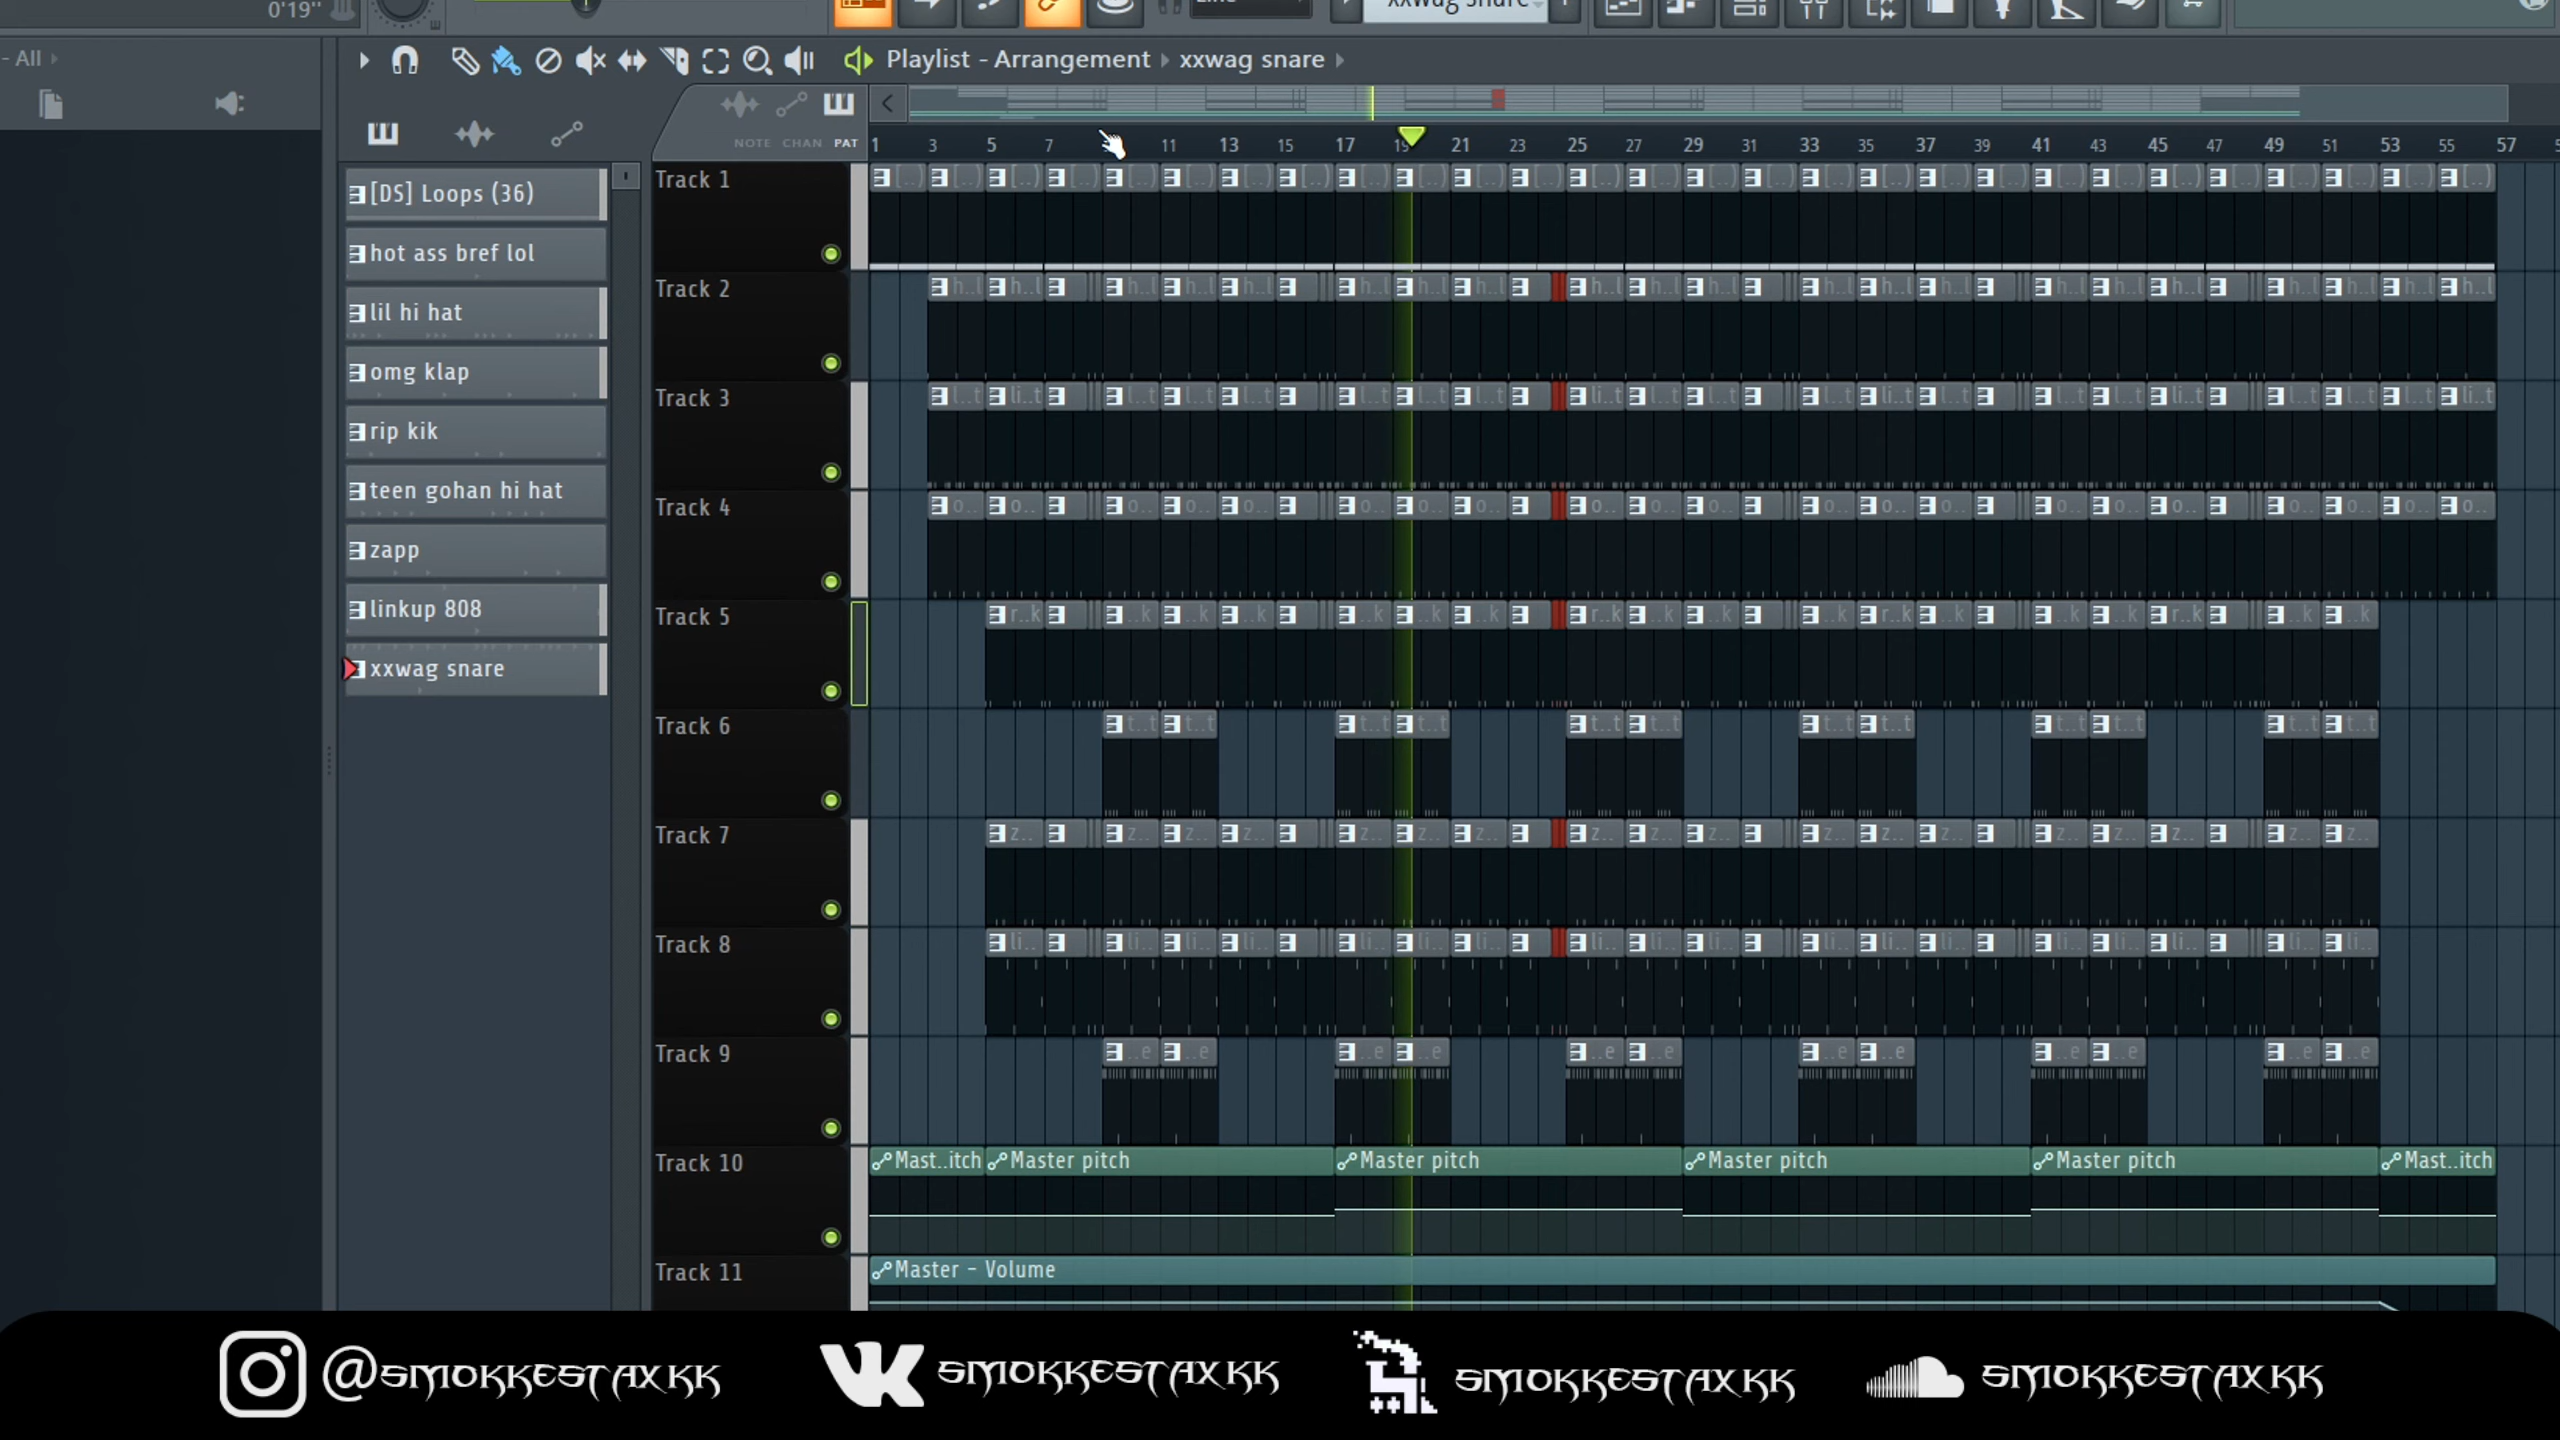 0'19''
- All
Playlist - Arrangement
xxwag snare
NOTE CHAN PAT
1 3 5 7 11 13 15 17 19 21 23 25 27 29 31 33 35 37 39 41 43 45 47 49 51 53 55 57
[DS] Loops (36)
hot ass bref lol
lil hi hat
omg klap
rip kik
teen gohan hi hat
zapp
linkup 808
xxwag snare
Track 1
Track 2
Track 3
Track 4
Track 5
Track 6
Track 7
Track 8
Track 9
Track 10
Mast..itch Master pitch Master pitch Master pitch Master pitch Mast..itch
Track 11
Master - Volume
@SMOKKESTAXKK
SMOKKESTAXKK
SMOKKESTAXKK
SMOKKESTAXKK